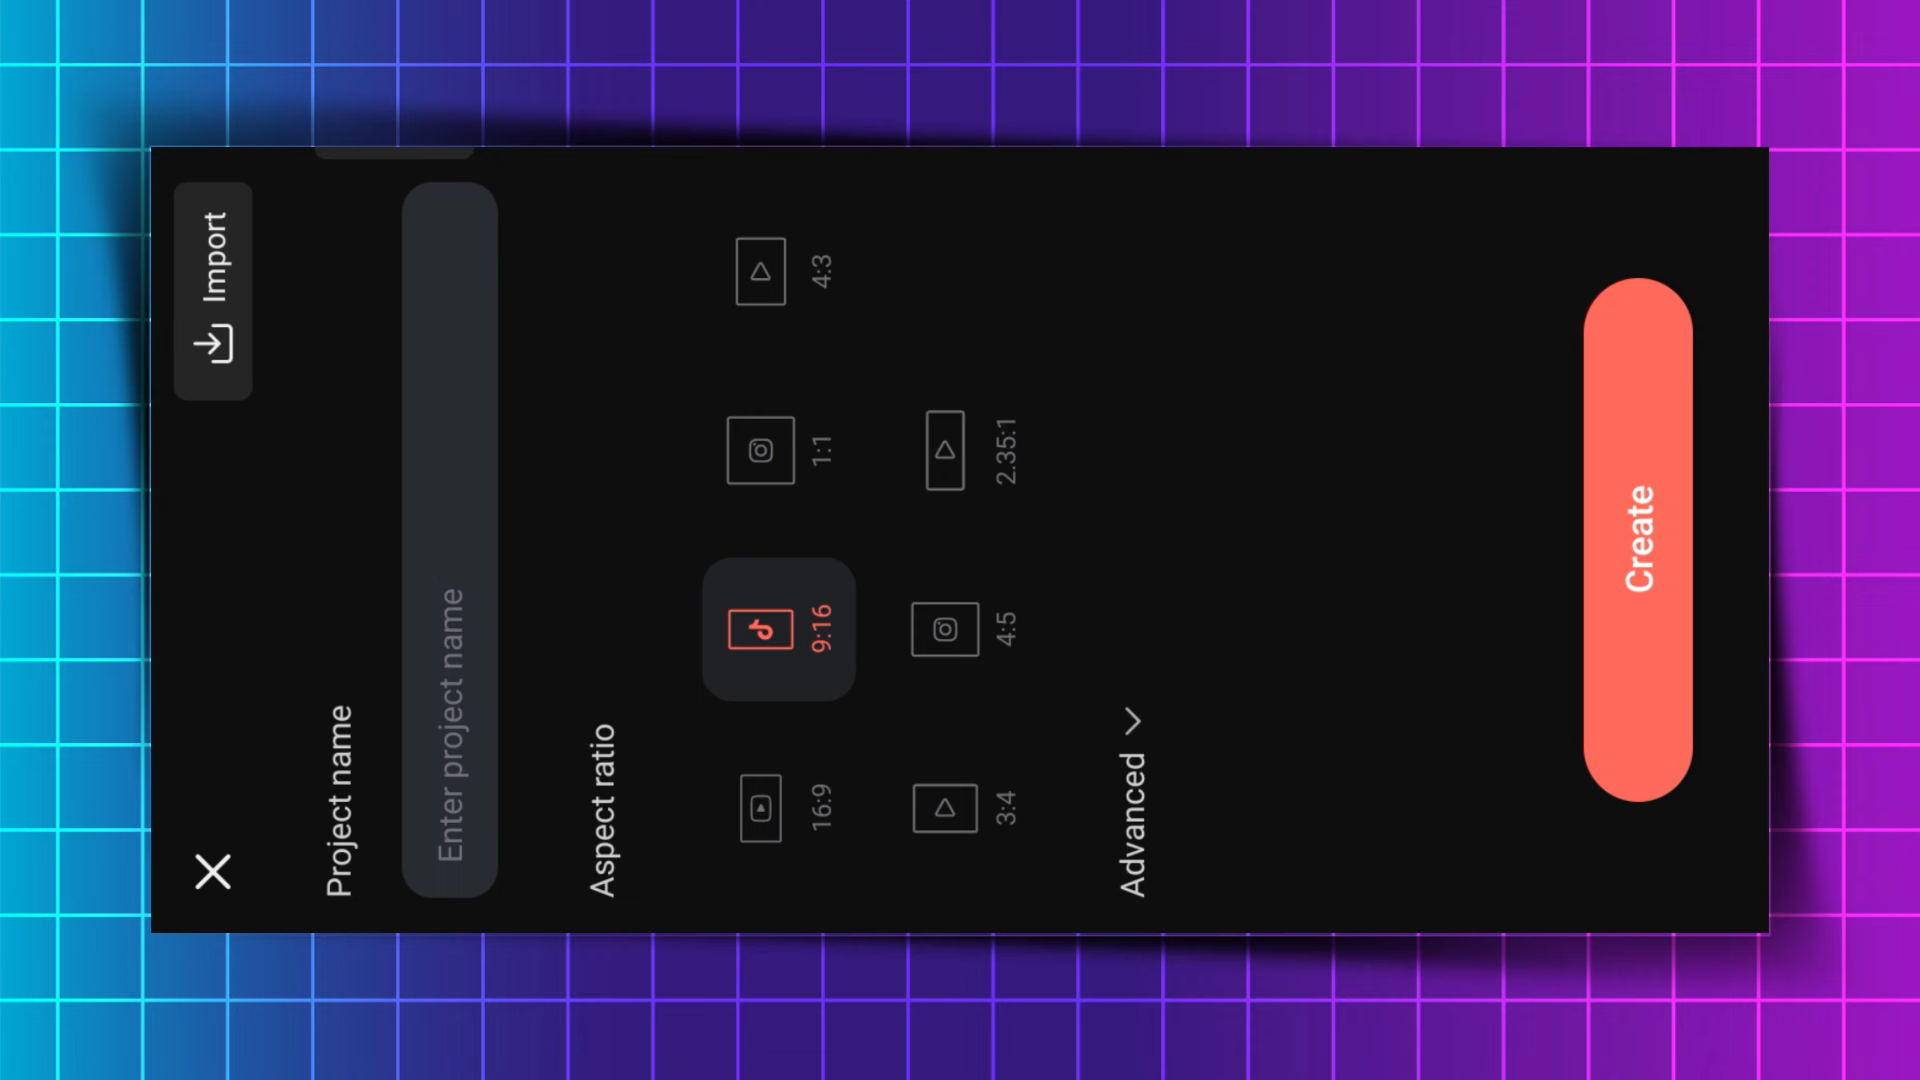 Import
Project name
Enter project name
Aspect ratio
16:9
9:16
1:1
4:3
3:4
4:5
2.35:1
Advanced
Create